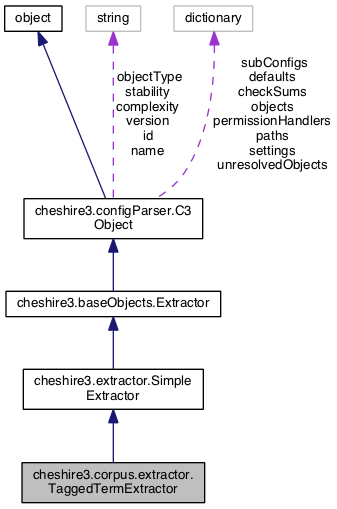 object
string
dictionary
objectType
stability
complexity
version
id
name
subConfigs
defaults
checkSums
objects
permissionHandlers
paths
settings
unresolvedObjects
cheshire3.configParser.C3
Object
cheshire3.baseObjects.Extractor
cheshire3.extractor.Simple
Extractor
cheshire3.corpus.extractor.
TaggedTermExtractor